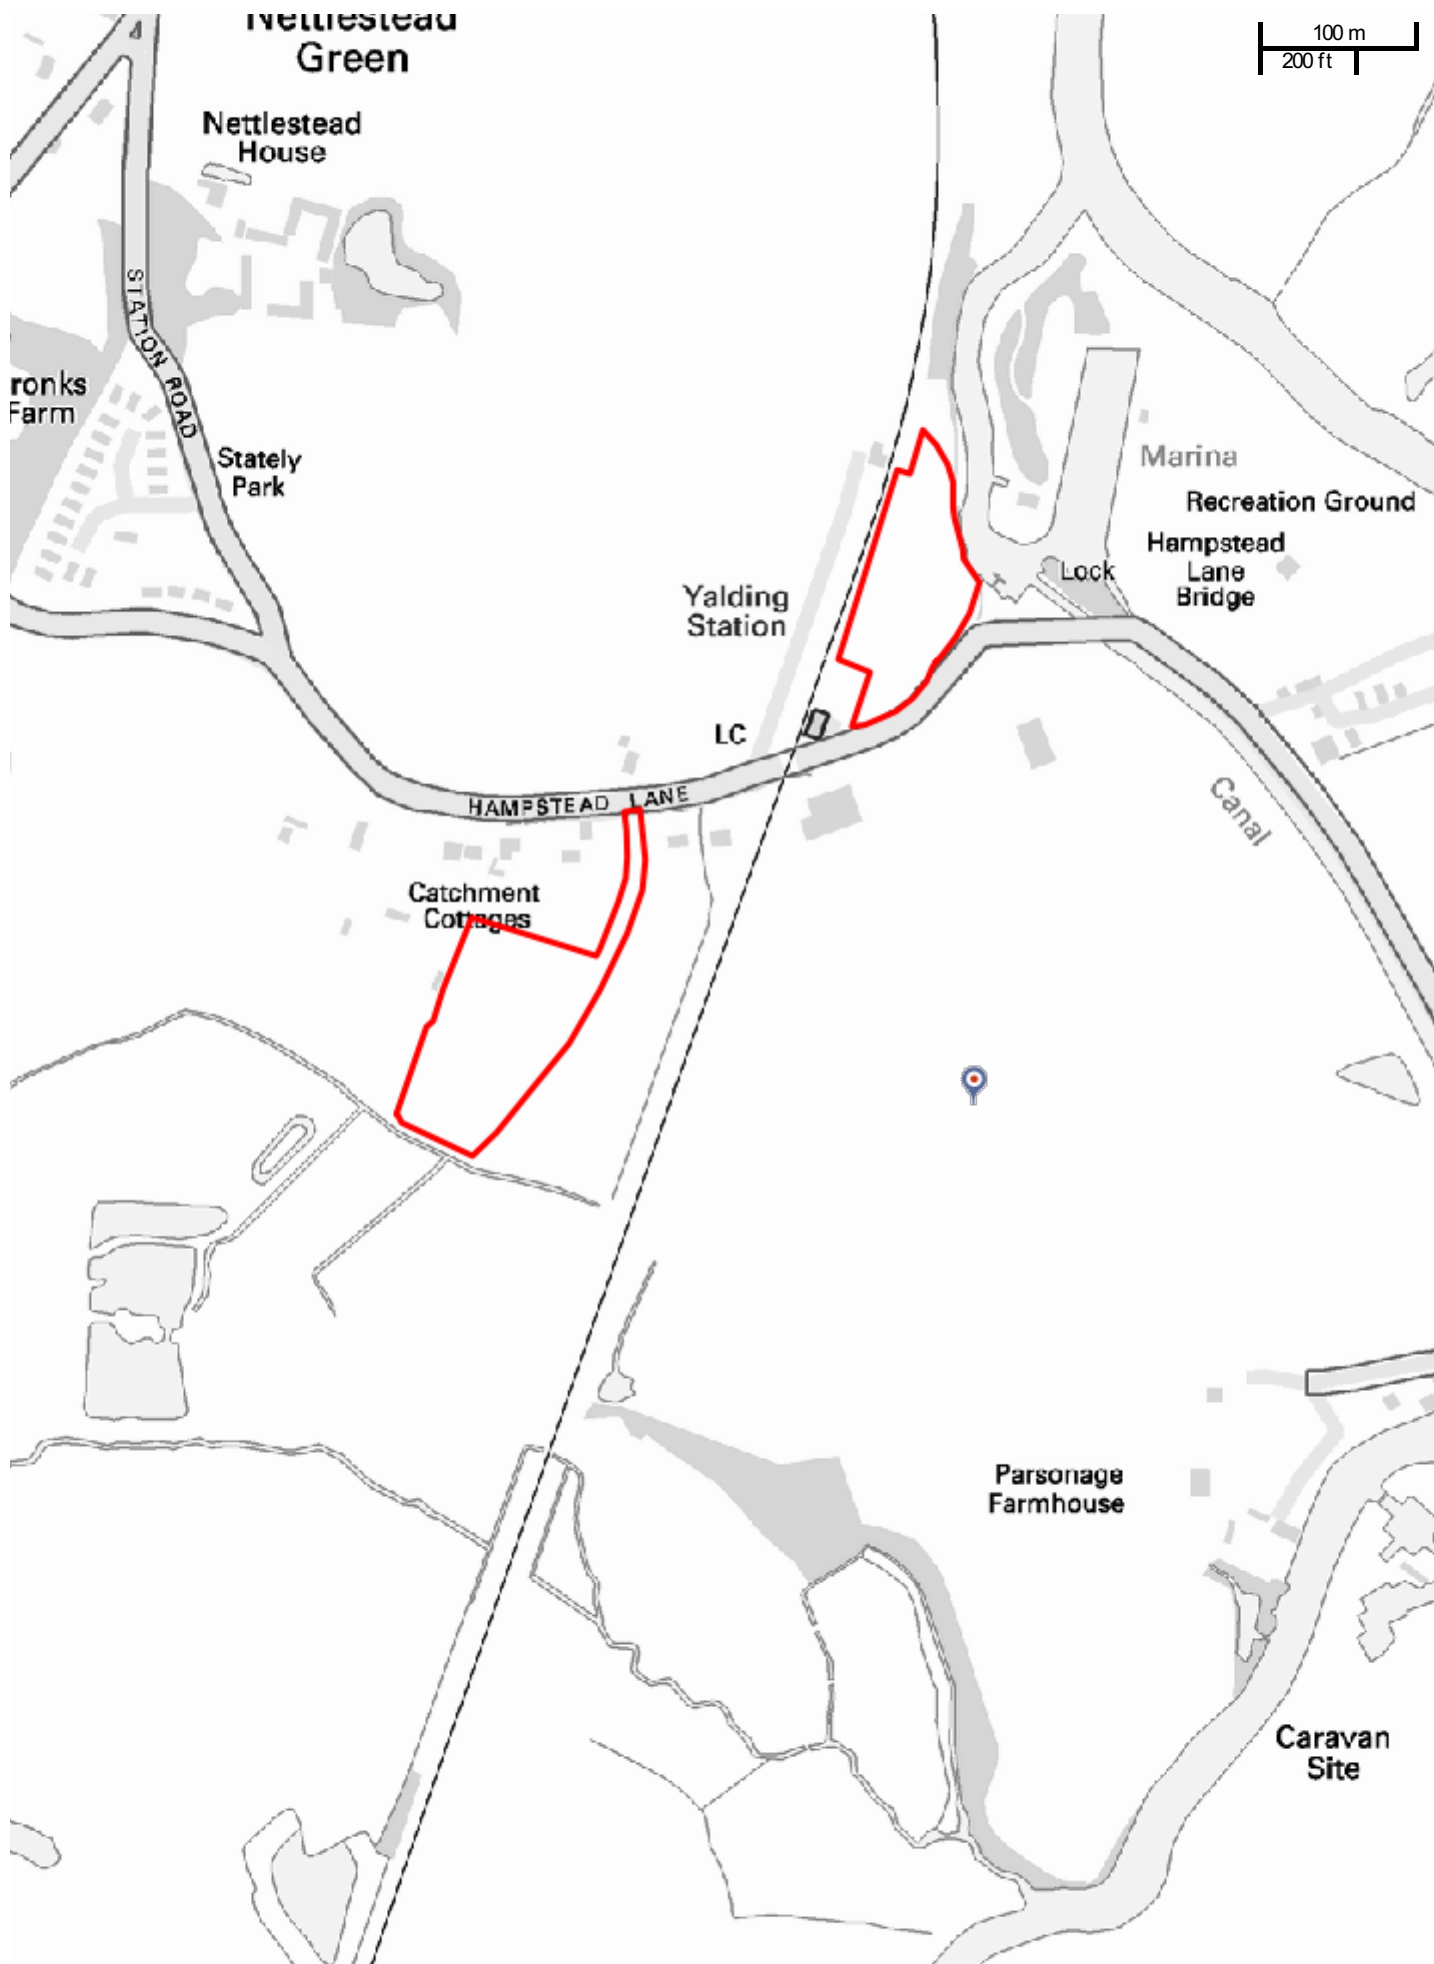 Nettlestead
Green
100 m
200 ft
Nettlestead
House
STATION ROAD
ronks
Farm
Stately
Park
Marina
Recreation Ground
Hampstead
Lane
Bridge
Lock
Yalding
Station
LC
HAMPSTEAD LANE
Canal
Catchment
Cottages
Parsonage
Farmhouse
Caravan
Site